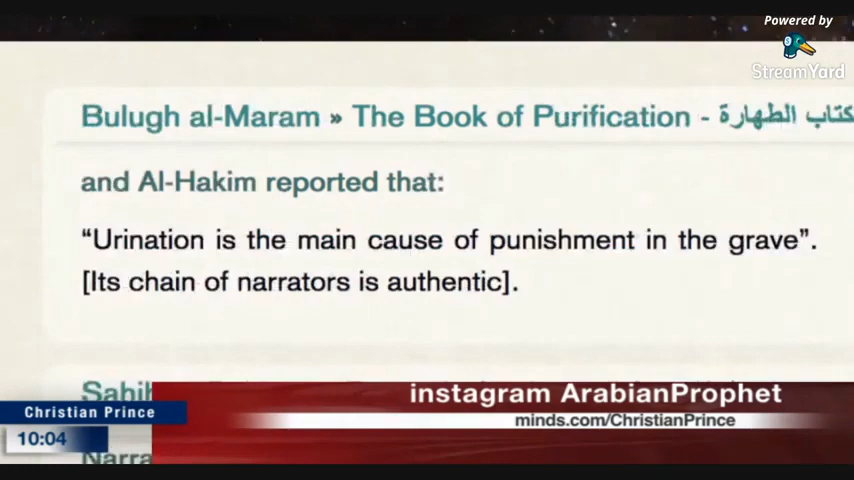 Powered by
StreamYard
Bulugh al-Maram » The Book of Purification - كتاب الطهارة
and Al-Hakim reported that:
“Urination is the main cause of punishment in the grave”.
[Its chain of narrators is authentic].
instagram ArabianProphet
Christian Prince
minds.com/ChristianPrince
10:04